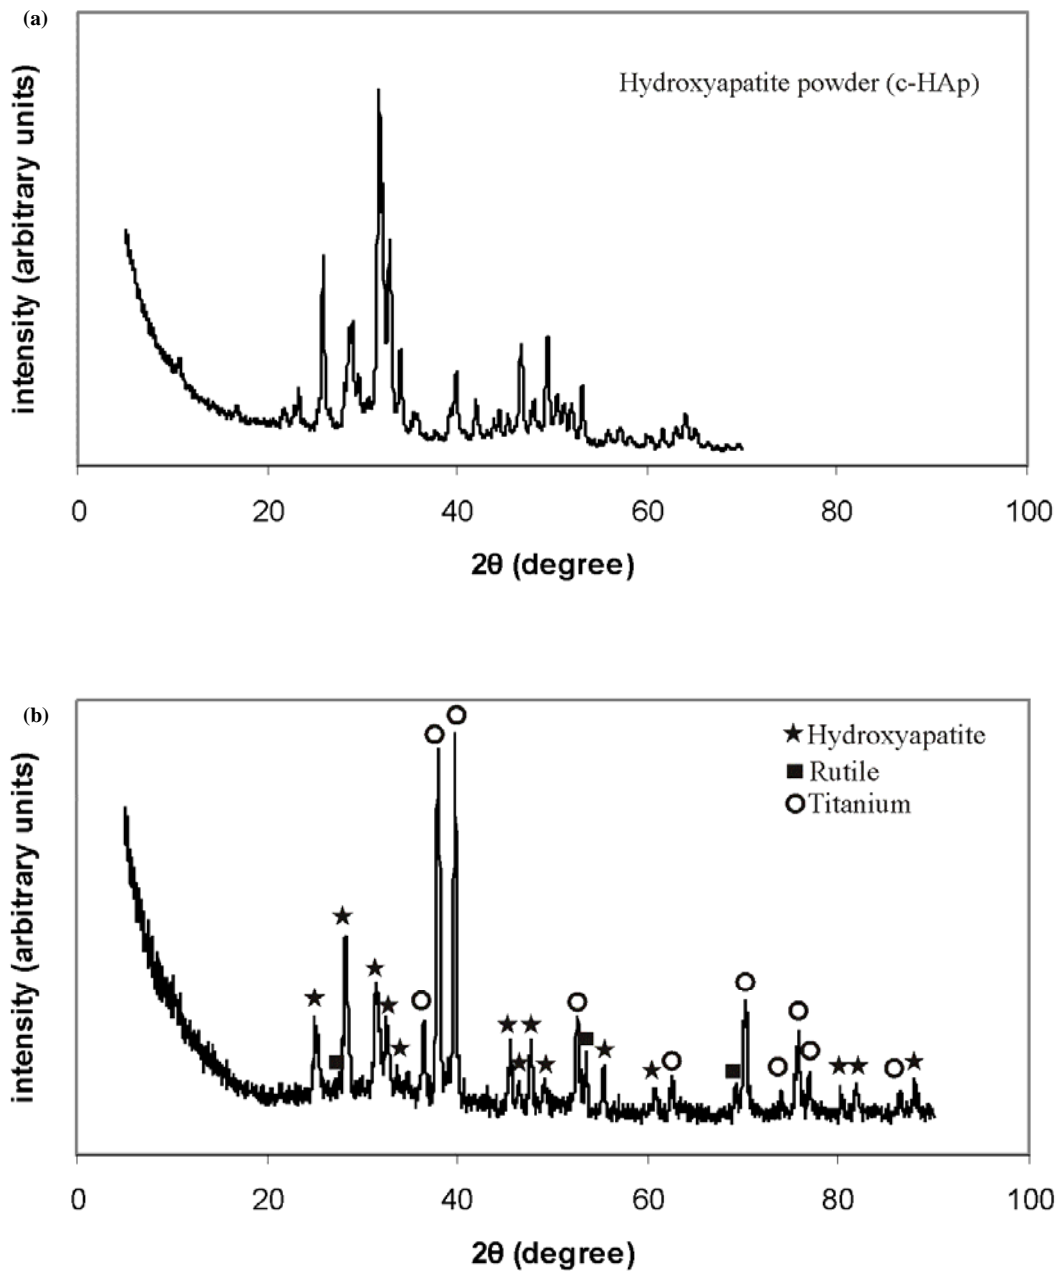 (a)
intensity (arbitrary units)
Hydroxyapatite powder (c-HAp)
0 20 40 60 80 100
2θ (degree)
(b)
intensity (arbitrary units)
Hydroxyapatite
Rutile
Titanium
0 20 40 60 80 100
2θ (degree)